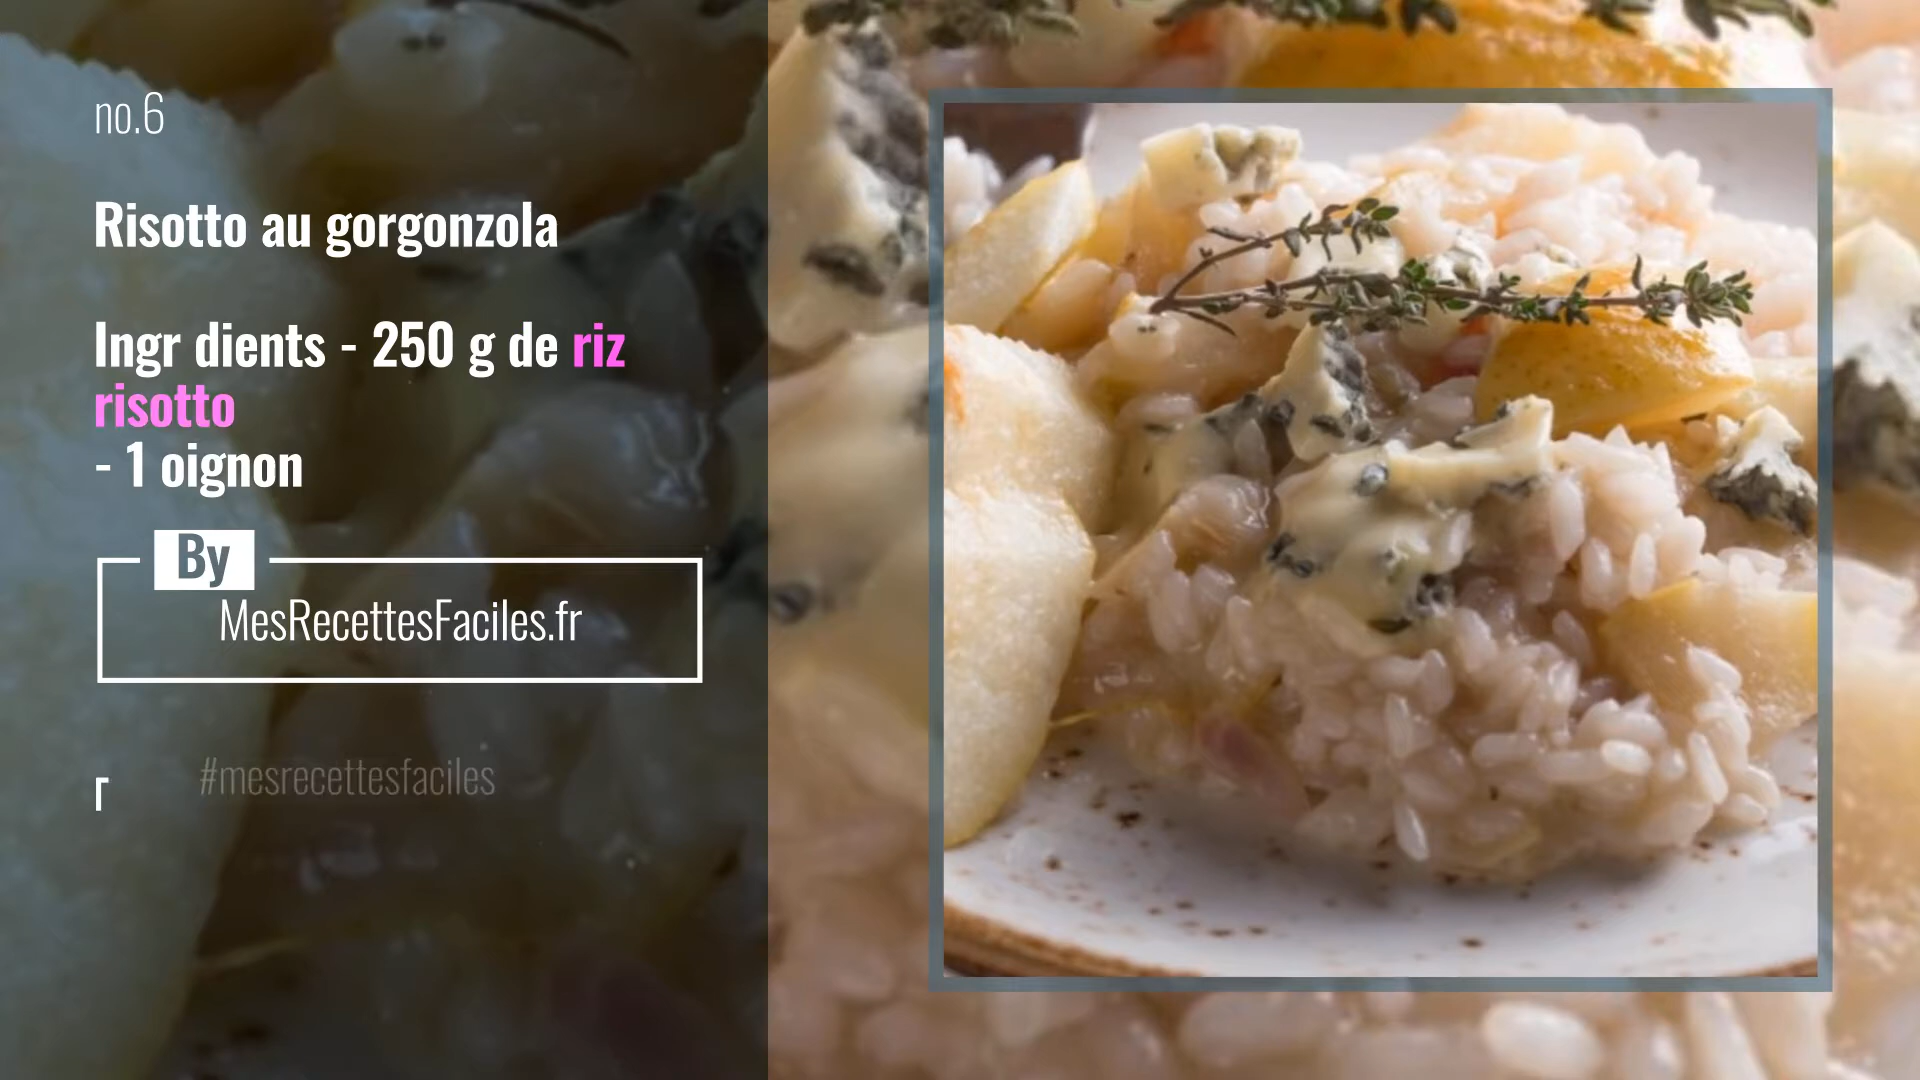 no.6
Risotto au gorgonzola
Ingr dients - 250 g de riz
risotto
- 1 oignon
By
MesRecettesFaciles.fr
#mesrecettesfaciles